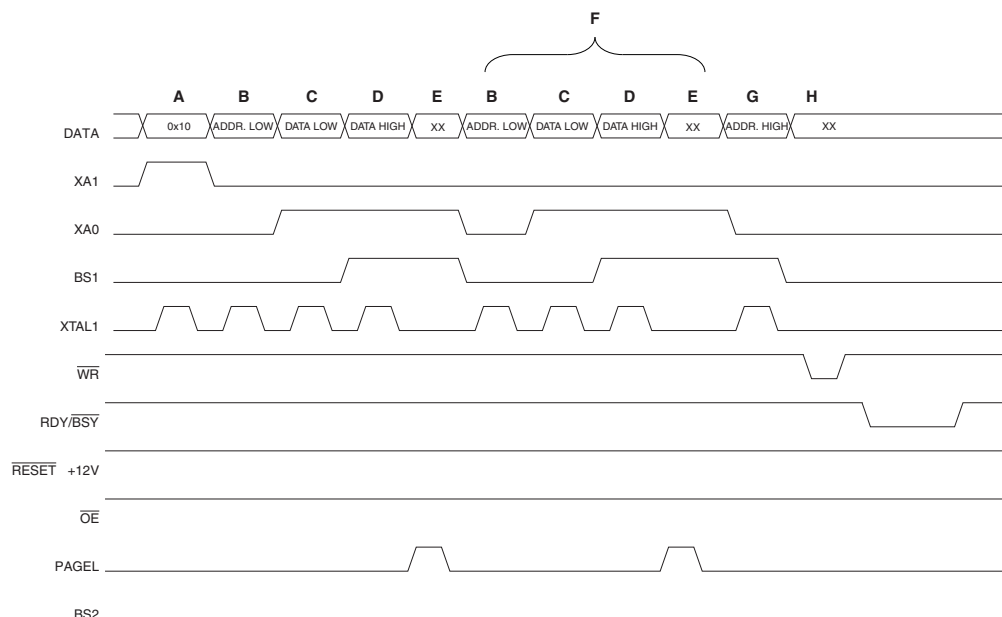 F
A B C D E B C D E G H
DATA 0x10 ADDR. LOW DATA LOW DATA HIGH XX ADDR. LOW DATA LOW DATA HIGH XX ADDR. HIGH XX
XA1
XA0
BS1
XTAL1
WR
RDY/BSY
RESET +12V
OE
PAGEL
BS2